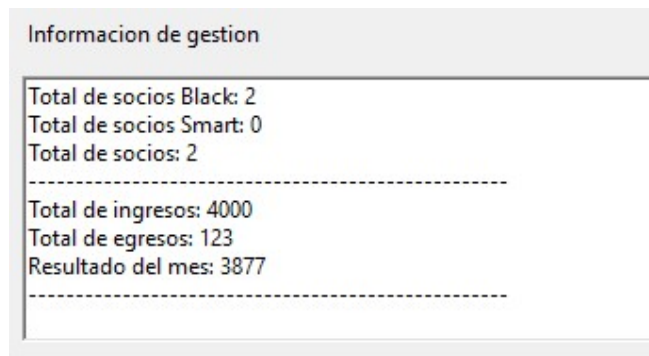 Informacion de gestion
Total de socios Black: 2
Total de socios Smart: 0
Total de socios: 2
---------------------------------------------------
Total de ingresos: 4000
Total de egresos: 123
Resultado del mes: 3877
---------------------------------------------------